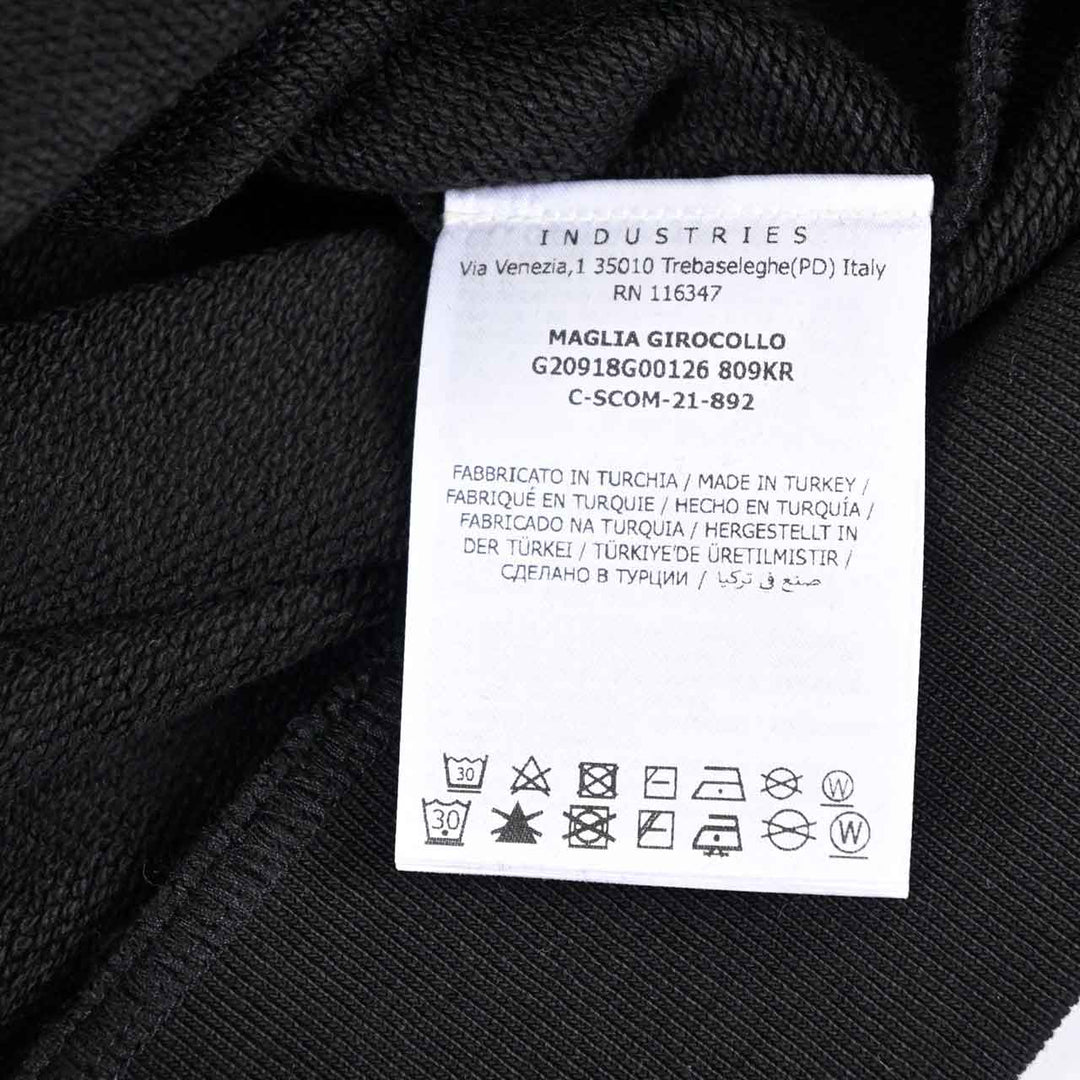 INDUSTRIES
Via Venezia,1 35010 Trebaseleghe(PD) Italy
RN 116347
MAGLIA GIROCOLLO
G20918G00126 809KR
C-SCOM-21-892
FABBRICATO IN TURCHIA / MADE IN TURKEY /
FABRIQUÉ EN TURQUIE / HECHO EN TURQUÍA /
FABRICADO NA TURQUIA / HERGESTELLT IN
DER TÜRKEI / TÜRKIYE'DE ÜRETILMISTIR /
СДЕЛАНО В ТУРЦИИ / صنع في تركيا
30 W
30 W